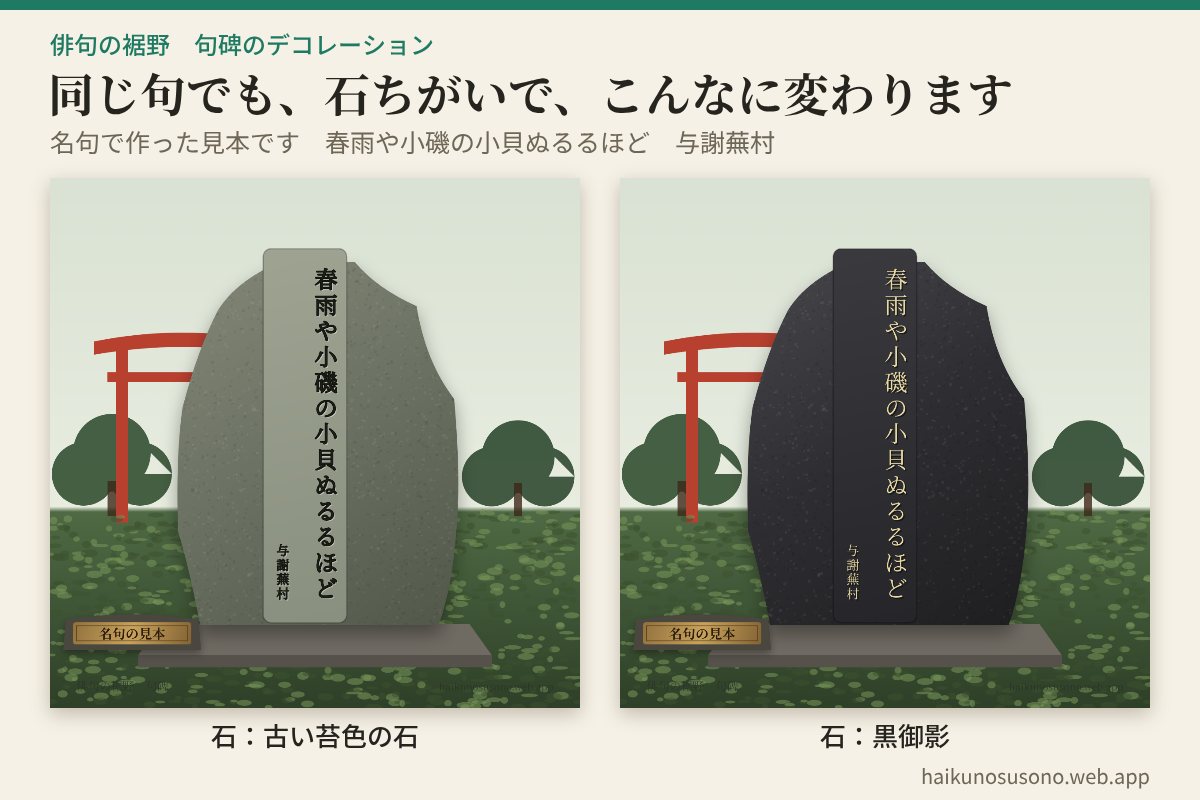 俳句の裾野　句碑のデコレーション
同じ句でも、石ちがいで、こんなに変わります
名句で作った見本です　春雨や小磯の小貝ぬるるほど　与謝蕪村
春雨や小磯の小貝ぬるるほど
与謝蕪村
名句の見本
haikunosusono.web.app
石：古い苔色の石
春雨や小磯の小貝ぬるるほど
与謝蕪村
名句の見本
haikunosusono.web.app
石：黒御影
haikunosusono.web.app